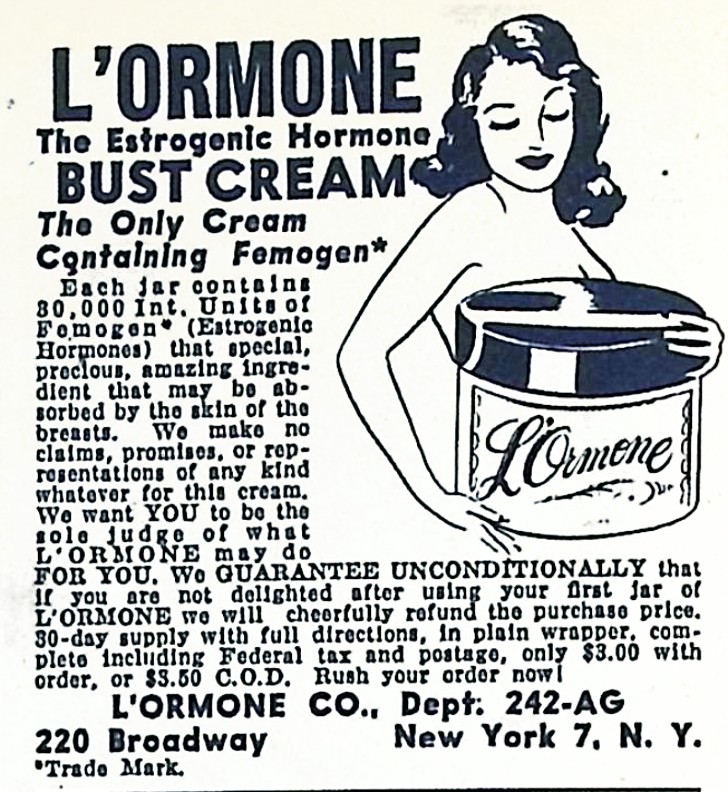 L'ORMONE
The Estrogenic Hormone
BUST CREAM
The Only Cream
Containing Femogen*
Each jar contains
30,000 Int. Units of
Femogen* (Estrogenic
Hormones) that special,
precious, amazing ingre-
dient that may be ab-
sorbed by the skin of the
breasts. We make no
claims, promises, or rep-
resentations of any kind
whatever for this cream.
We want YOU to be the
sole judge of what
L'ORMONE may do
FOR YOU. We GUARANTEE UNCONDITIONALLY that
if you are not delighted after using your first jar of
L'ORMONE we will cheerfully refund the purchase price.
30-day supply with full directions, in plain wrapper, com-
plete including Federal tax and postage, only $3.00 with
order, or $3.50 C.O.D. Rush your order now!
L'ORMONE CO., Dept. 242-AG
220 Broadway New York 7, N. Y.
*Trade Mark.
L'Ormone